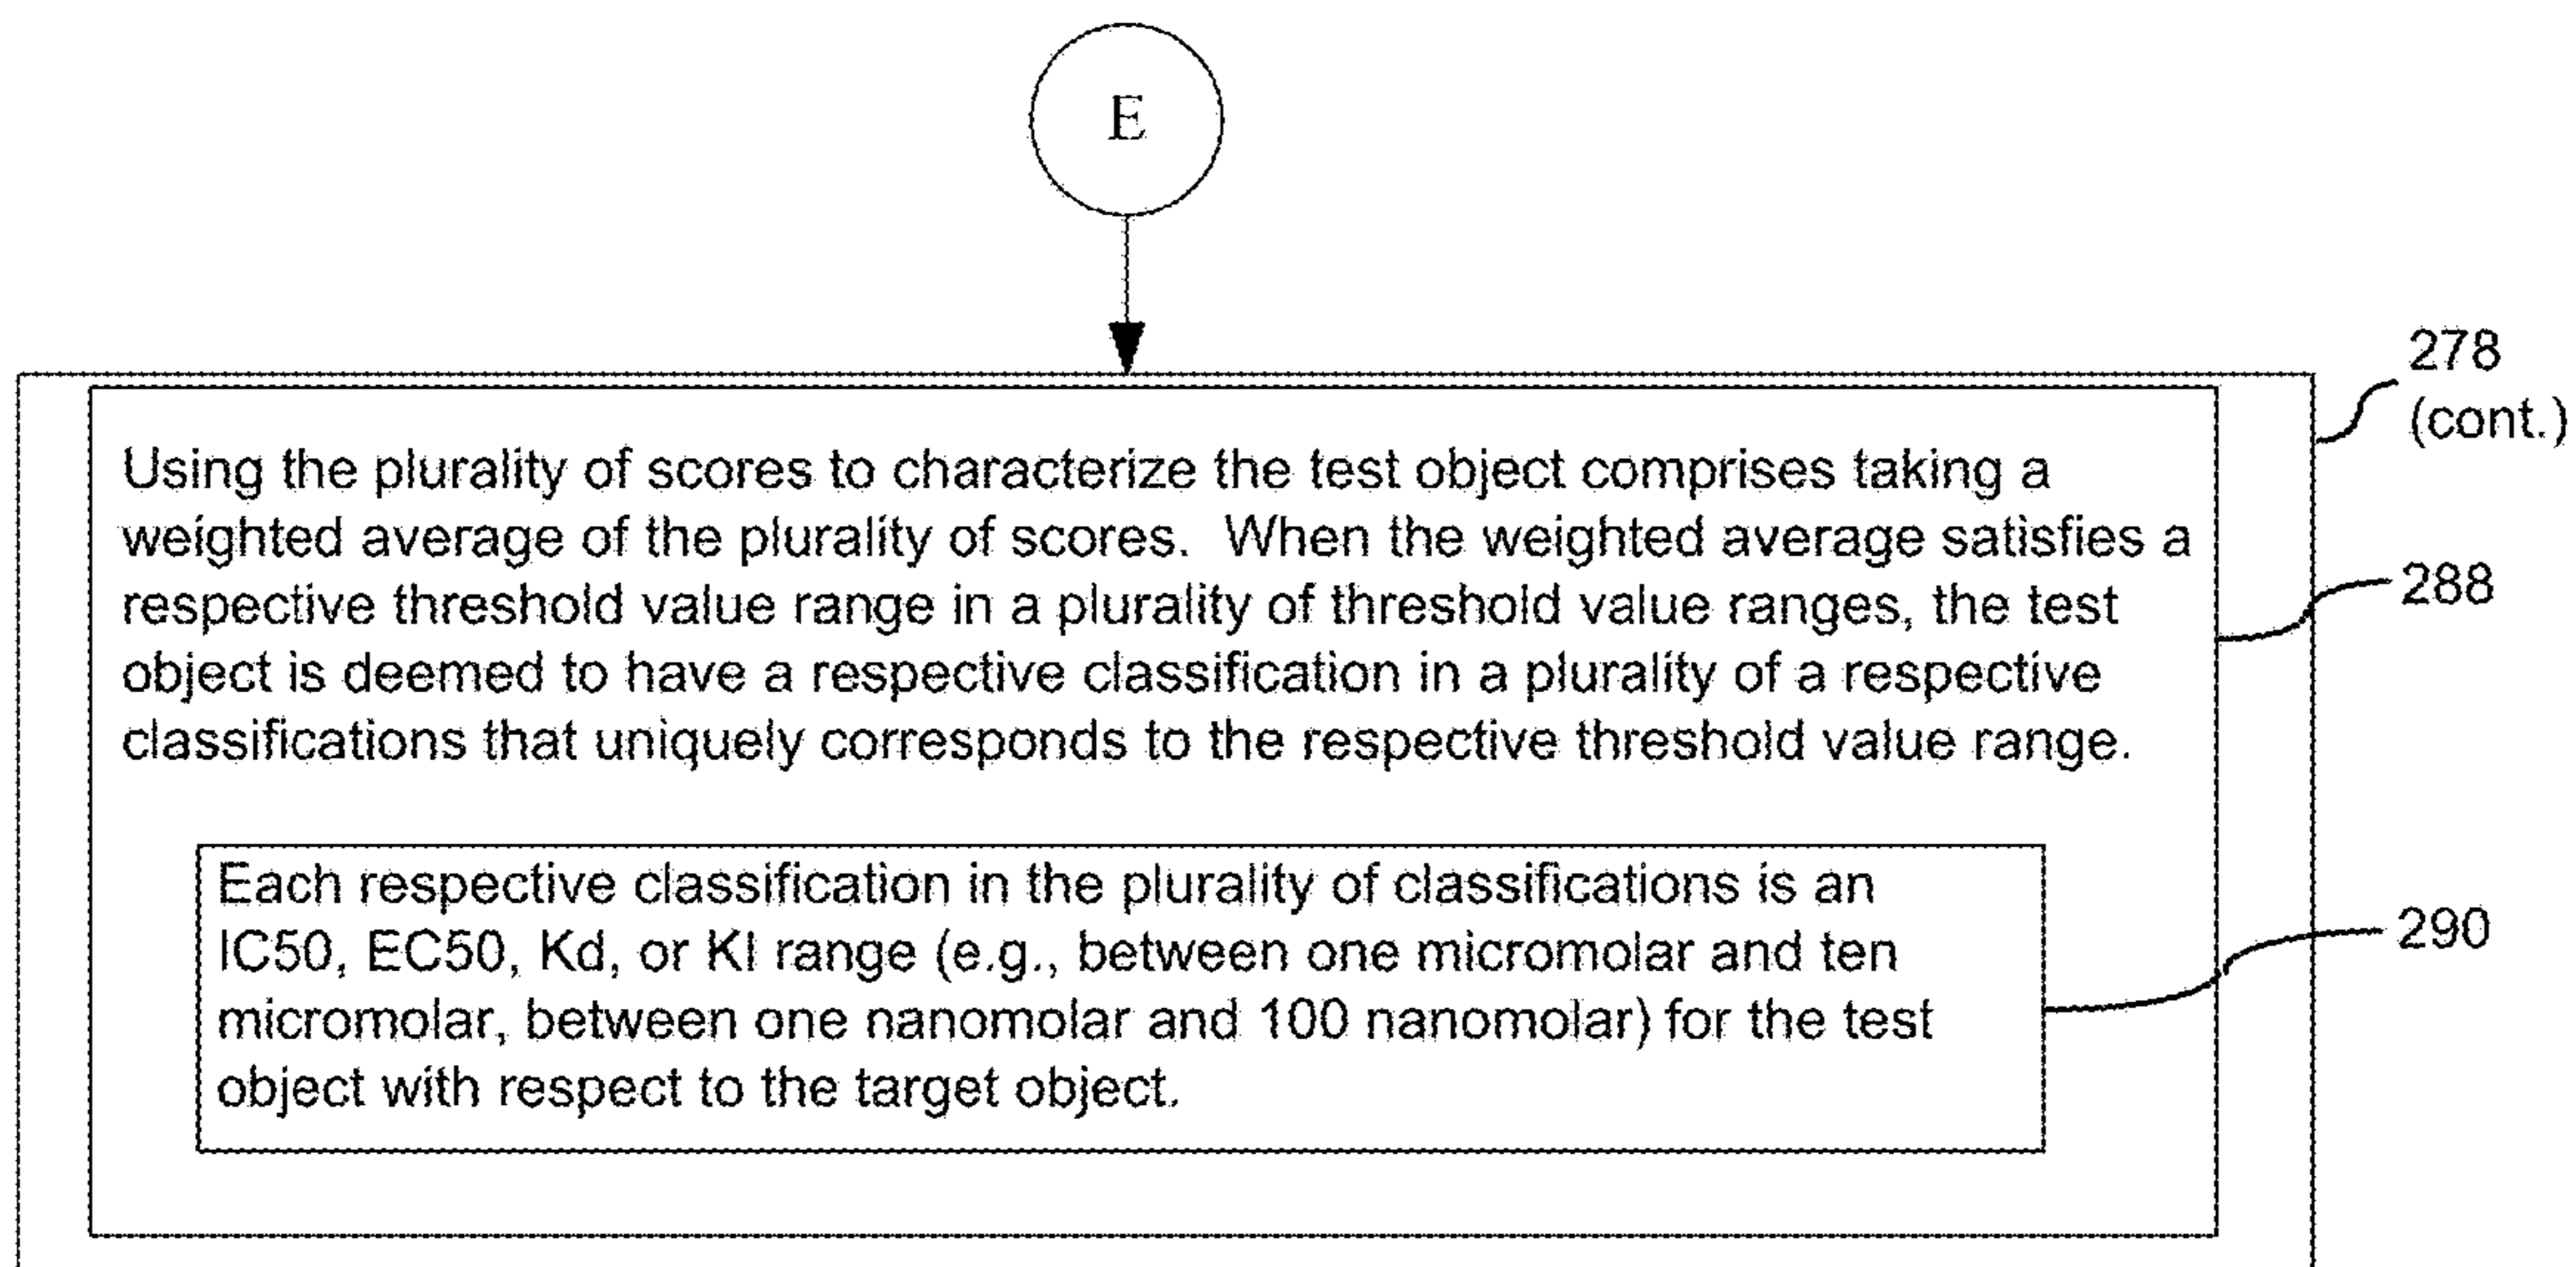 E
278
(cont.)
Using the plurality of scores to characterize the test object comprises taking a
weighted average of the plurality of scores.  When the weighted average satisfies a
respective threshold value range in a plurality of threshold value ranges, the test
object is deemed to have a respective classification in a plurality of a respective
classifications that uniquely corresponds to the respective threshold value range.
288
Each respective classification in the plurality of classifications is an
IC50, EC50, Kd, or KI range (e.g., between one micromolar and ten
micromolar, between one nanomolar and 100 nanomolar) for the test
object with respect to the target object.
290